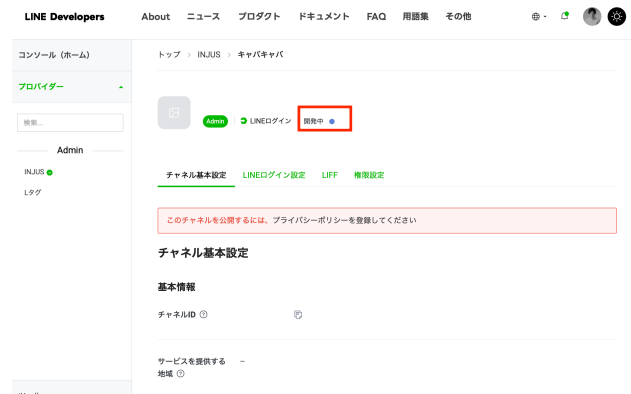 LINE Developers About ニュース プロダクト ドキュメント FAQ 用語集 その他
コンソール（ホーム）
トップ > INJUS > キャバキャバ
プロバイダー
検索...
Admin LINEログイン 開発中
Admin
INJUS
Lタグ
チャネル基本設定 LINEログイン設定 LIFF 権限設定
このチャネルを公開するには、プライバシーポリシーを登録してください
チャネル基本設定
基本情報
チャネルID
サービスを提供する –
地域